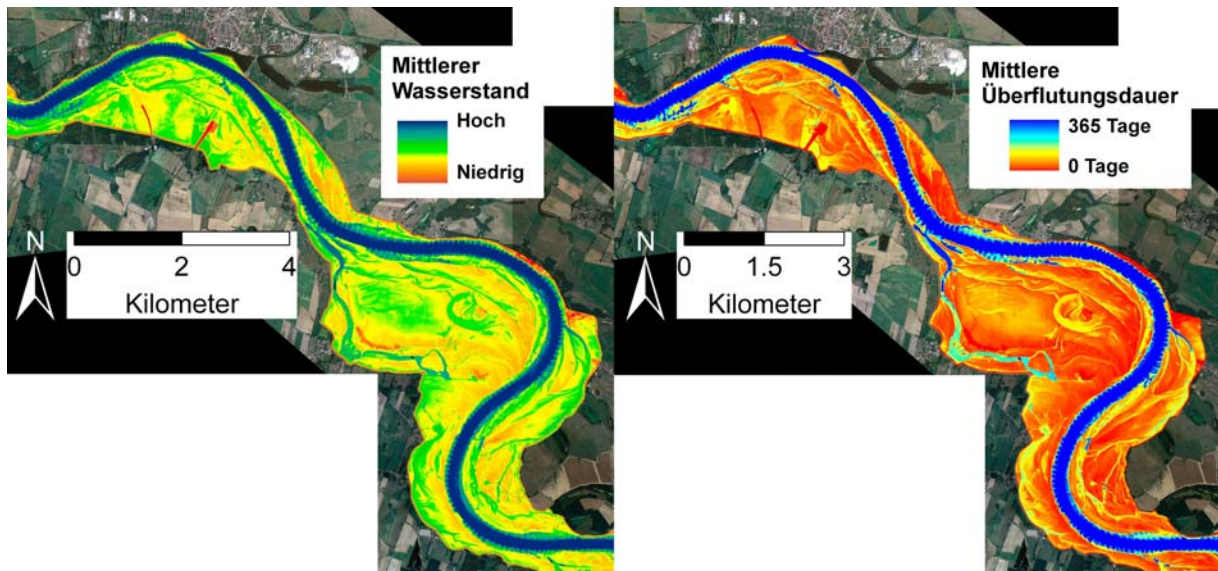 Mittlerer
Wasserstand
Hoch
Niedrig
N
0 2 4
Kilometer
Mittlere
Überflutungsdauer
365 Tage
0 Tage
N
0 1.5 3
Kilometer